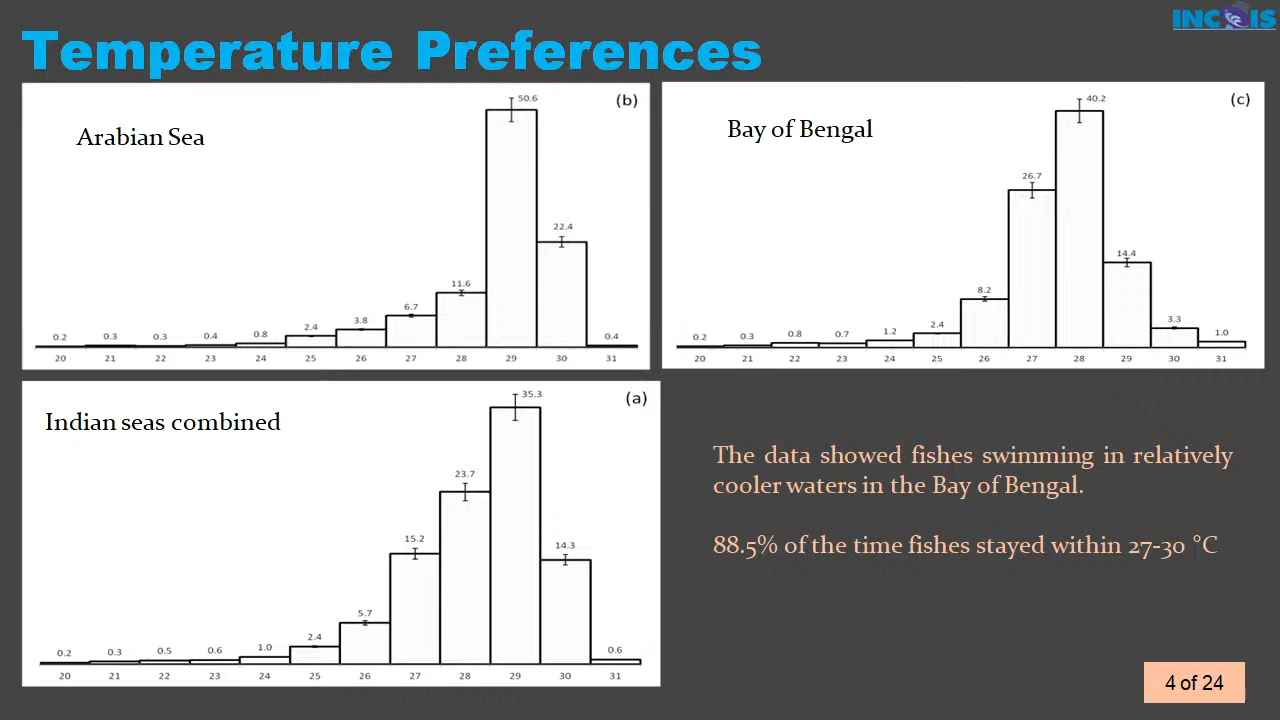 INCOIS
Temperature Preferences
(b)
Arabian Sea
50.6
22.4
11.6
6.7
3.8
2.4
0.8
0.4
0.3
0.3
0.2
0.4
20 21 22 23 24 25 26 27 28 29 30 31
(c)
Bay of Bengal
40.2
26.7
14.4
8.2
3.3
2.4
1.2
0.7
0.8
0.3
0.2
1.0
20 21 22 23 24 25 26 27 28 29 30 31
(a)
Indian seas combined
35.3
23.7
15.2
14.3
5.7
2.4
1.0
0.6
0.5
0.3
0.2
0.6
20 21 22 23 24 25 26 27 28 29 30 31
The data showed fishes swimming in relatively
cooler waters in the Bay of Bengal.
88.5% of the time fishes stayed within 27-30 °C
4 of 24